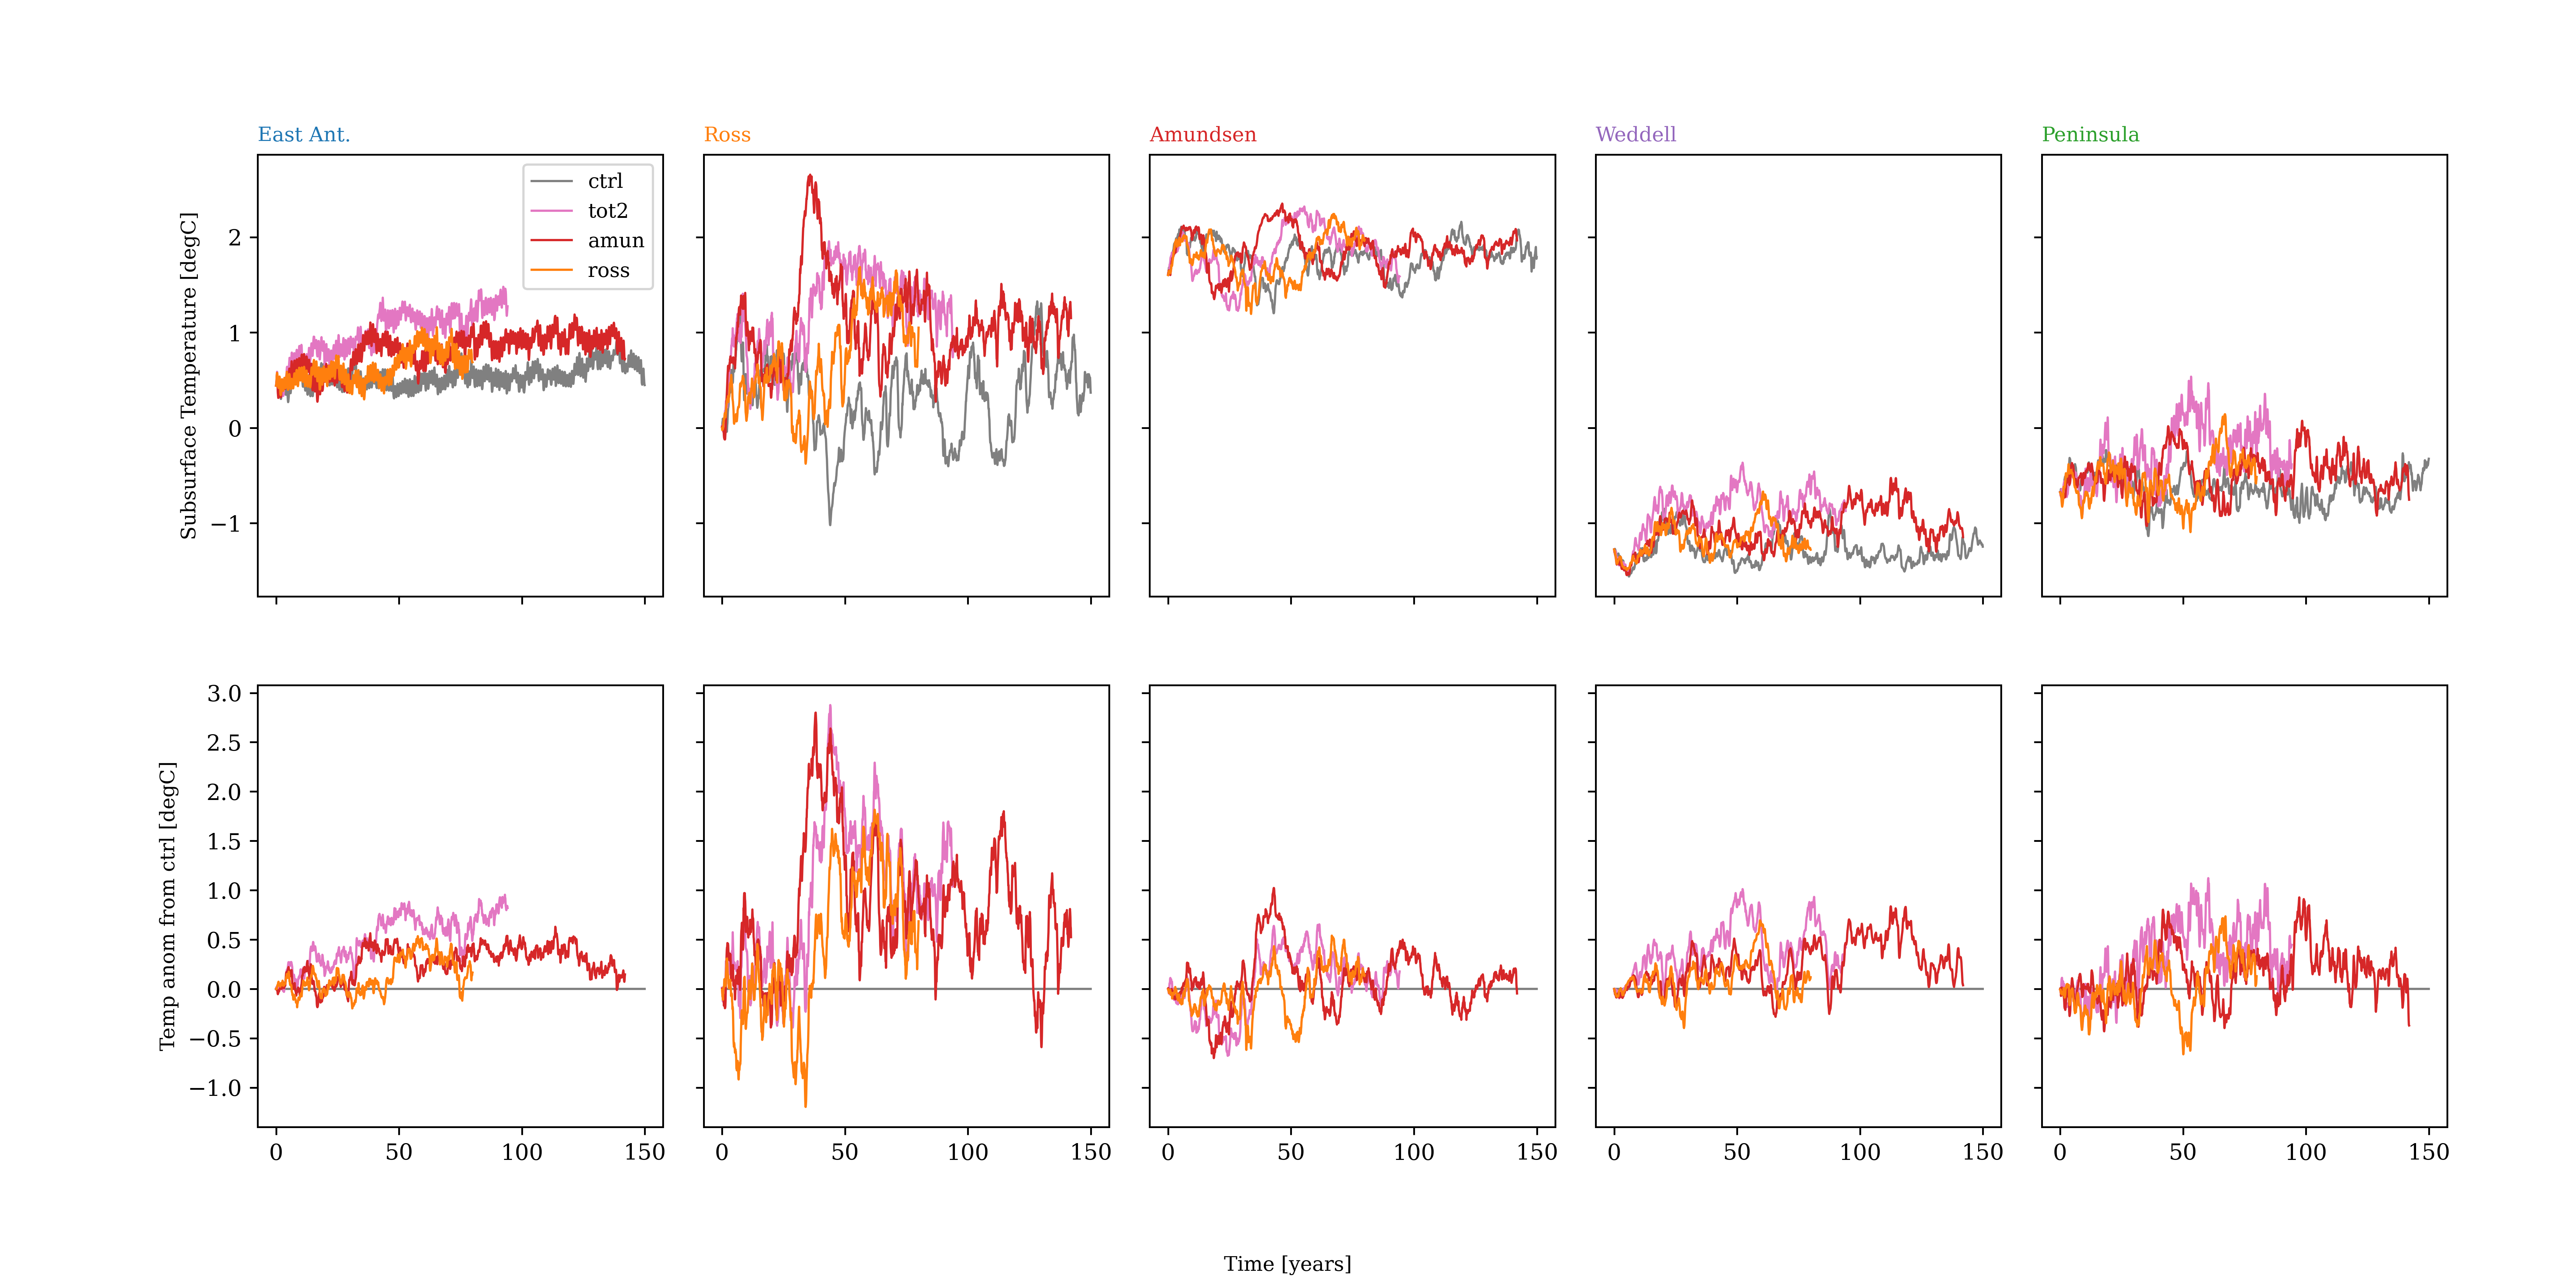 East Ant.
Ross
Amundsen
Weddell
Peninsula
Subsurface Temperature [degC]
2
1
0
−1
ctrl
tot2
amun
ross
Temp anom from ctrl [degC]
3.0
2.5
2.0
1.5
1.0
0.5
0.0
−0.5
−1.0
0 50 100 150
0 50 100 150
0 50 100 150
0 50 100 150
0 50 100 150
Time [years]